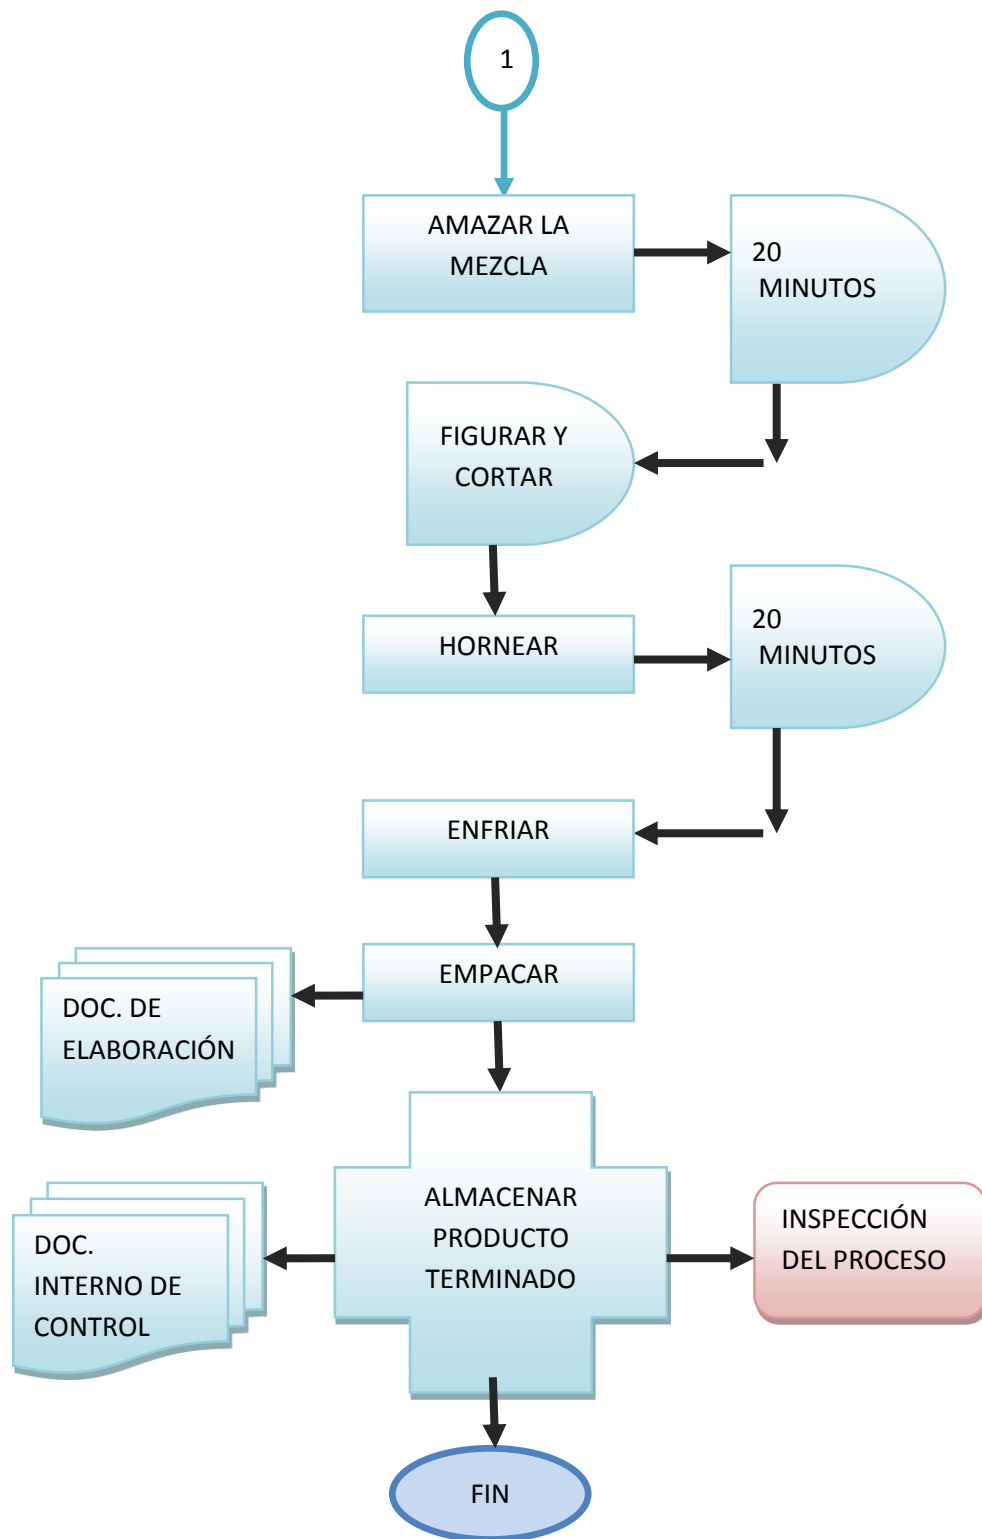 1
AMAZAR LA
MEZCLA
20
MINUTOS
FIGURAR Y
CORTAR
HORNEAR
20
MINUTOS
ENFRIAR
EMPACAR
DOC. DE
ELABORACIÓN
ALMACENAR
PRODUCTO
TERMINADO
DOC.
INTERNO DE
CONTROL
INSPECCIÓN
DEL PROCESO
FIN